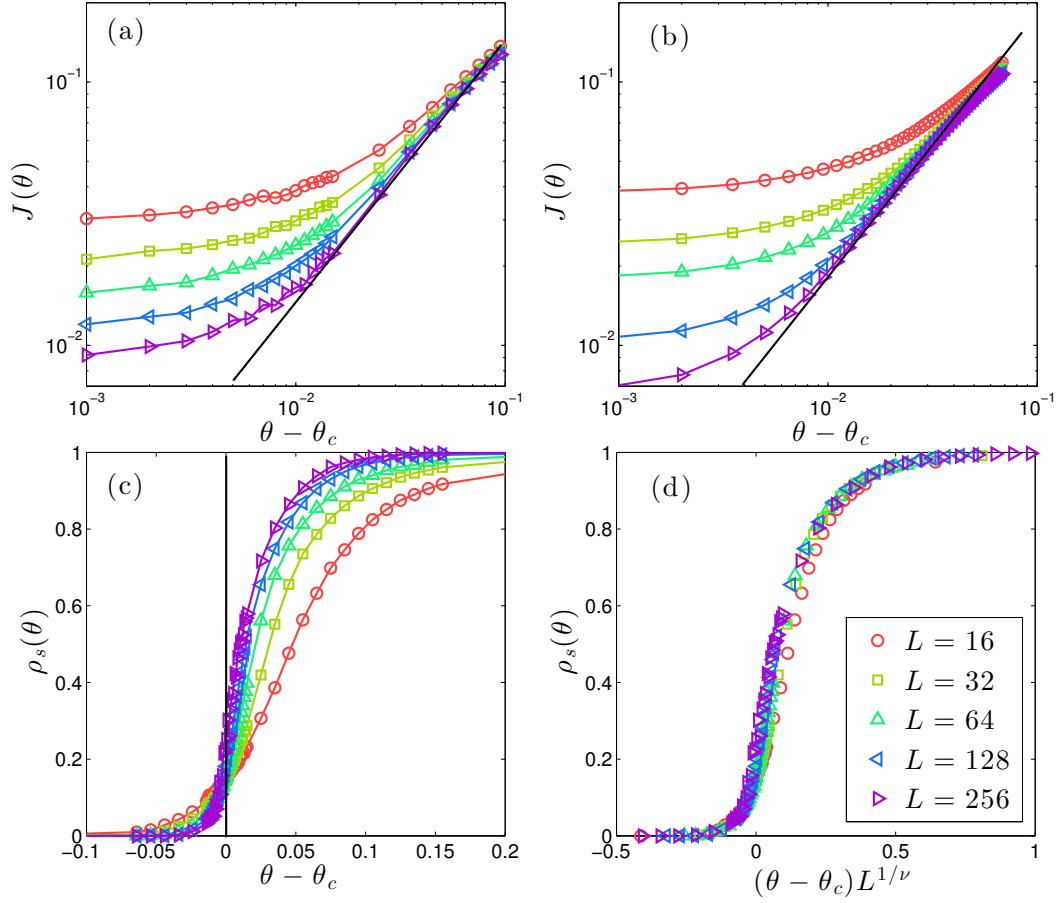 (a)
J(θ)
10⁻¹
10⁻²
10⁻³ 10⁻² 10⁻¹
θ − θc
(b)
J(θ)
10⁻¹
10⁻²
10⁻³ 10⁻² 10⁻¹
θ − θc
(c)
ρs(θ)
1
0.8
0.6
0.4
0.2
0
−0.1 −0.05 0 0.05 0.1 0.15 0.2
θ − θc
(d)
ρs(θ)
1
0.8
0.6
0.4
0.2
0
−0.5 0 0.5 1
(θ − θc)L^{1/ν}
L = 16
L = 32
L = 64
L = 128
L = 256